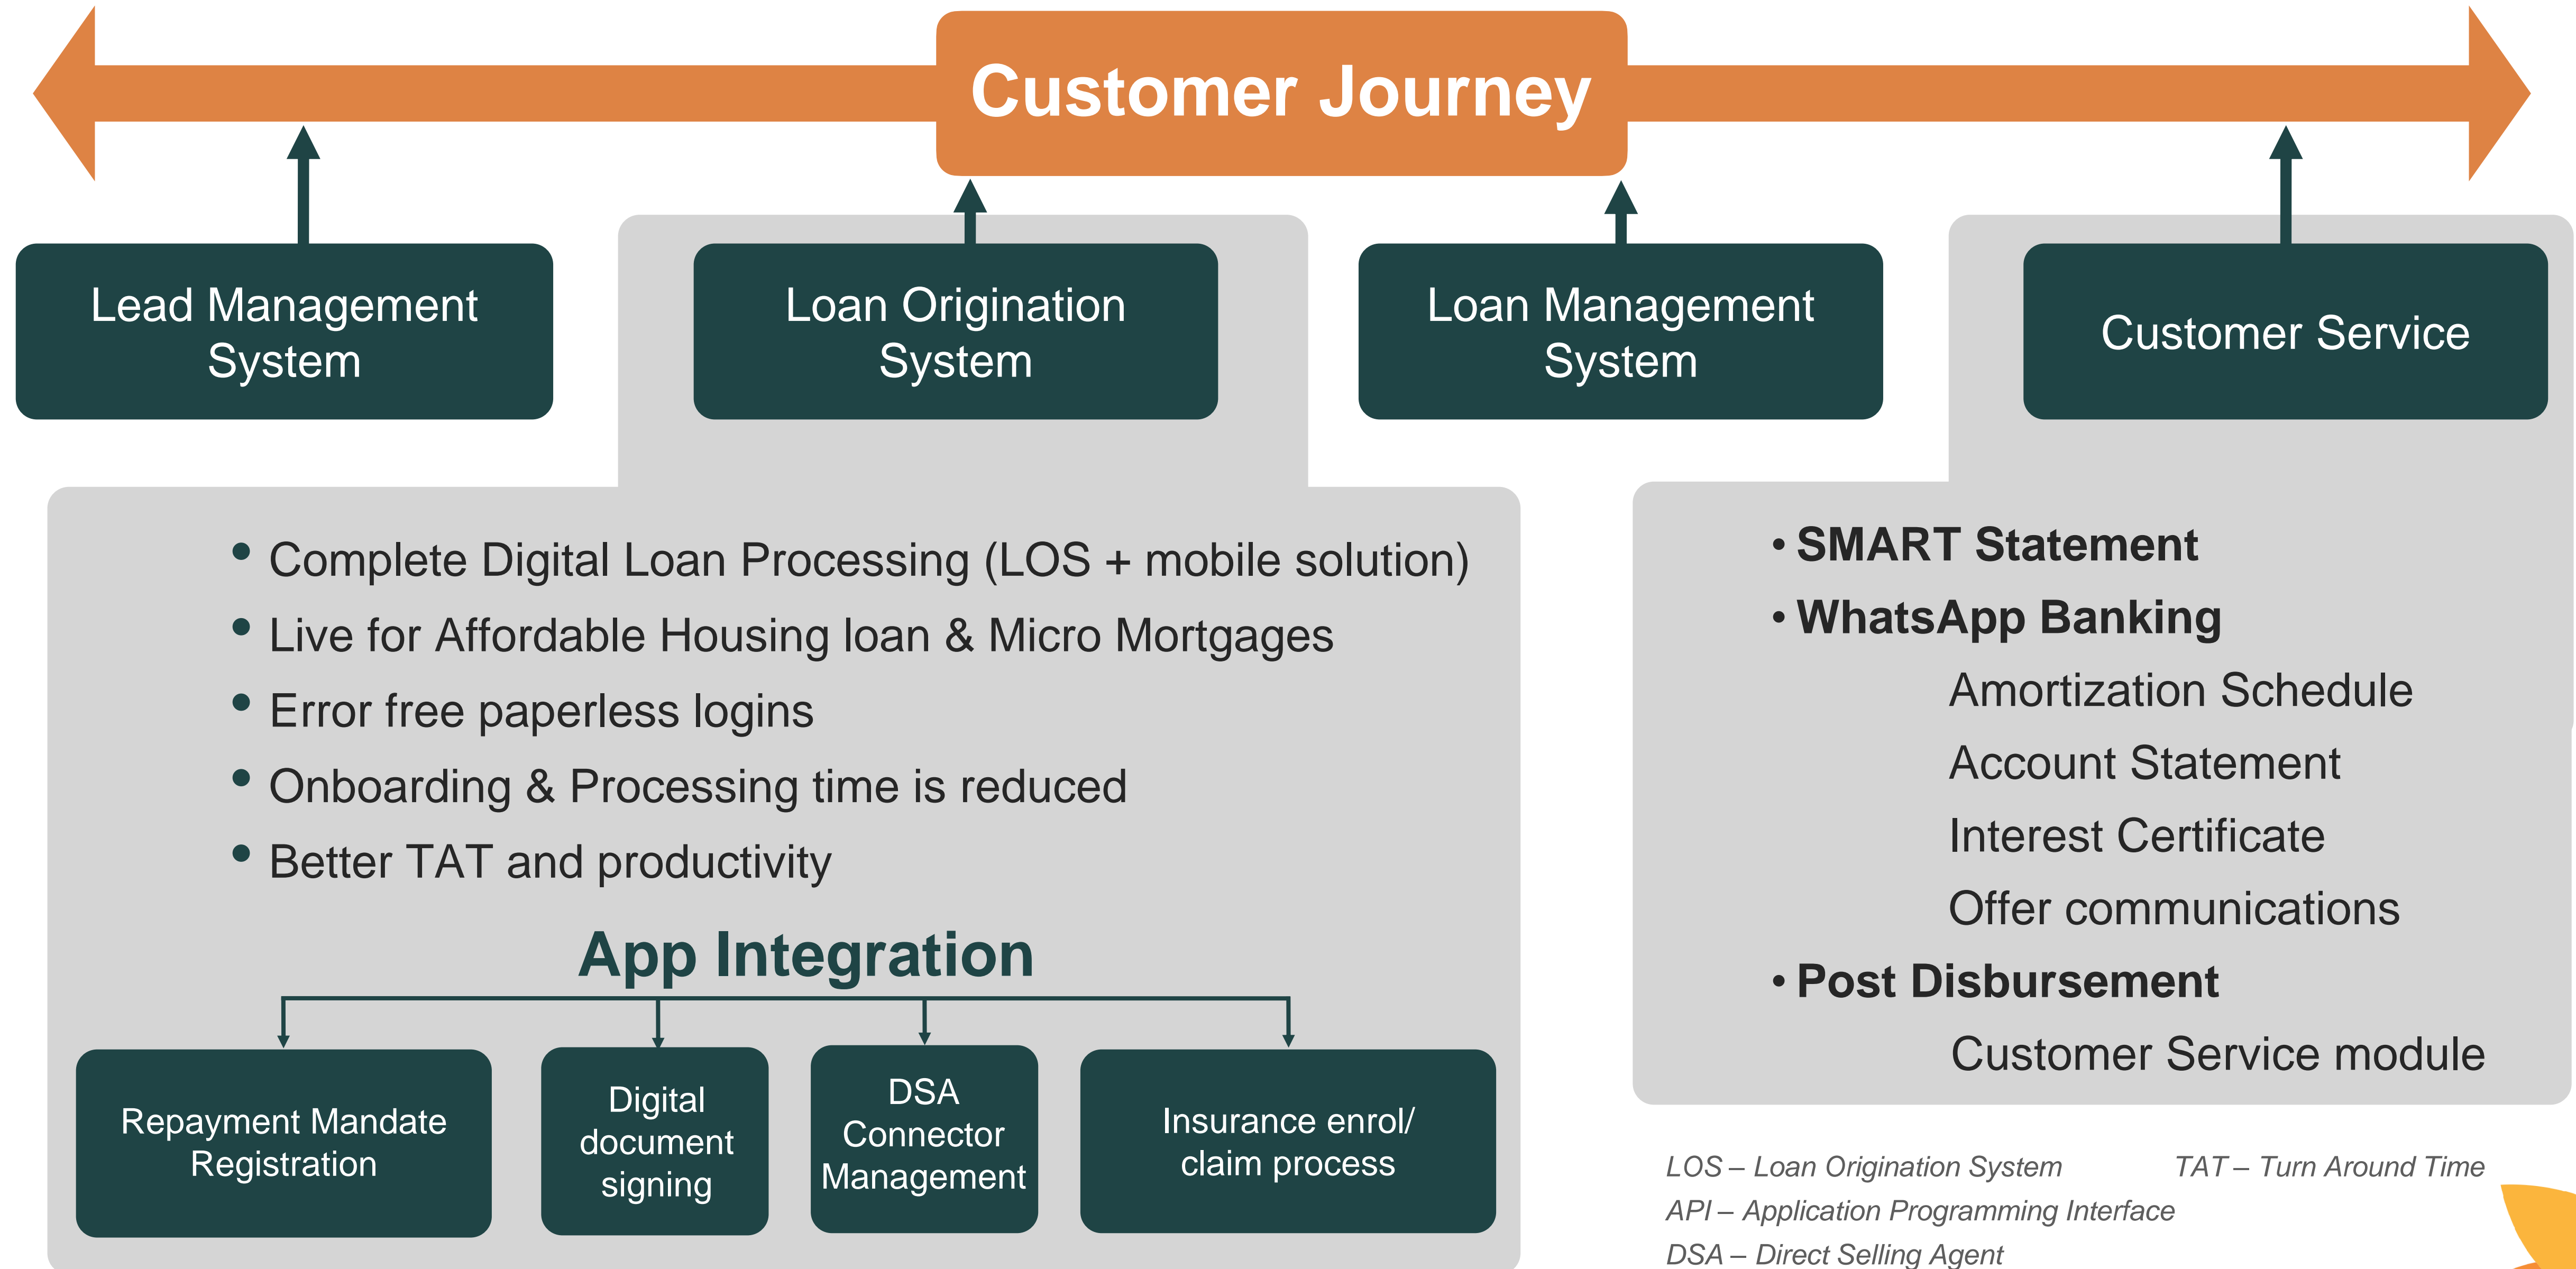 Customer Journey
Lead Management
System
Loan Origination
System
Loan Management
System
Customer Service
• Complete Digital Loan Processing (LOS + mobile solution)
• Live for Affordable Housing loan & Micro Mortgages
• Error free paperless logins
• Onboarding & Processing time is reduced
• Better TAT and productivity
App Integration
Repayment Mandate
Registration
Digital
document
signing
DSA
Connector
Management
Insurance enrol/
claim process
• SMART Statement
• WhatsApp Banking
Amortization Schedule
Account Statement
Interest Certificate
Offer communications
• Post Disbursement
Customer Service module
LOS – Loan Origination System TAT – Turn Around Time
API – Application Programming Interface
DSA – Direct Selling Agent